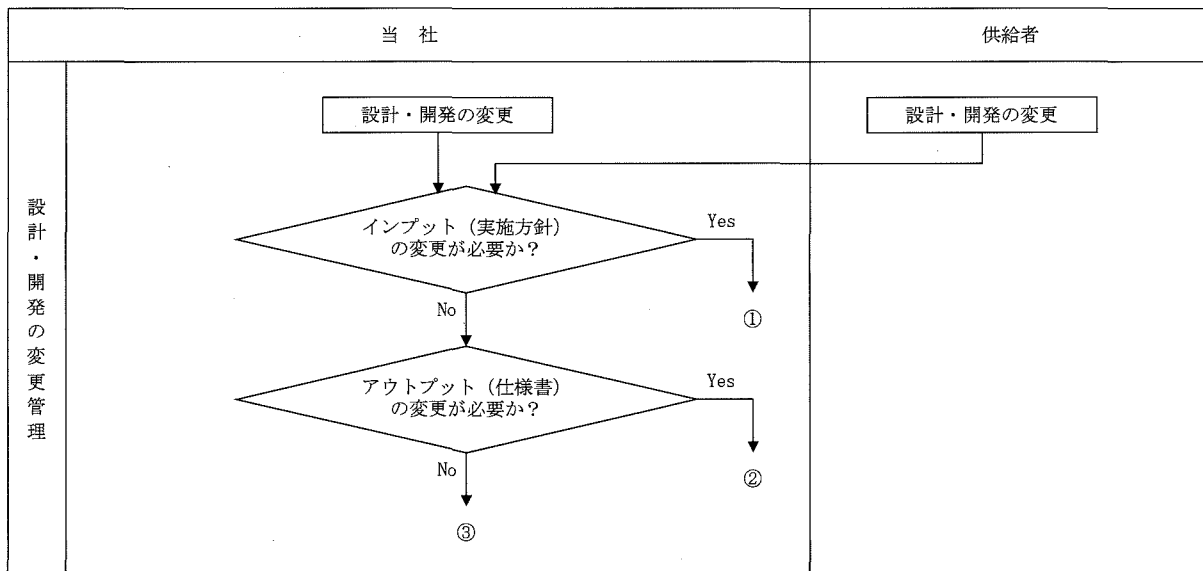 当 社
供給者
設計・開発の変更管理
設計・開発の変更
設計・開発の変更
インプット（実施方針）
の変更が必要か？
Yes
①
No
アウトプット（仕様書）
の変更が必要か？
Yes
②
No
③